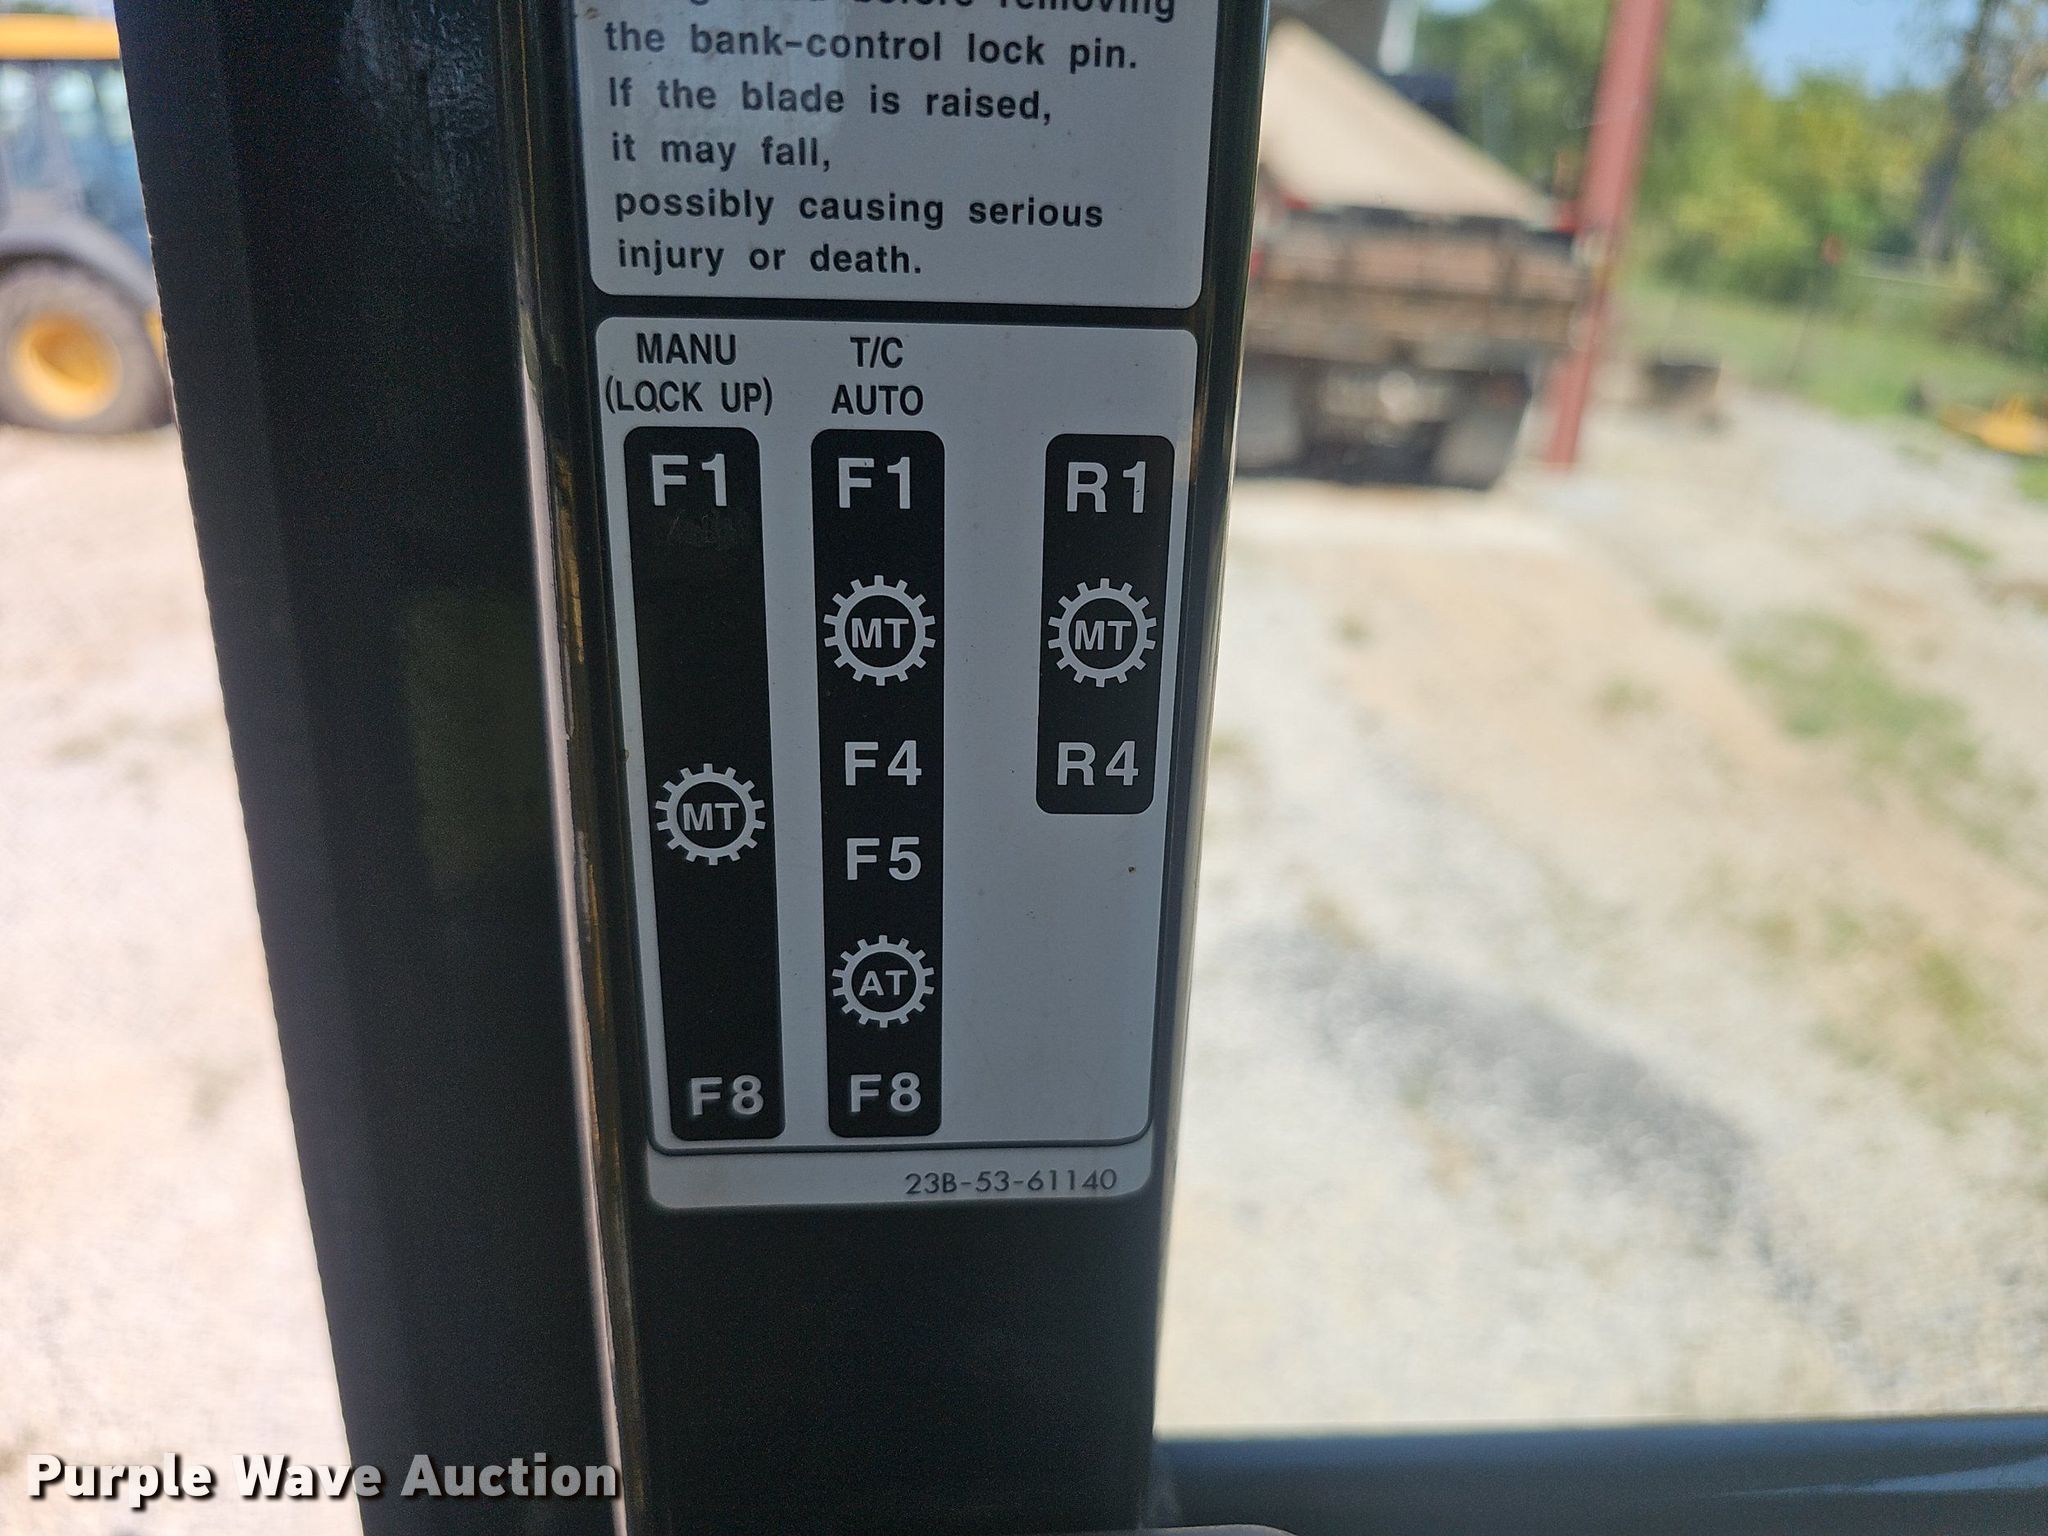 before removing
the bank-control lock pin.
If the blade is raised,
it may fall,
possibly causing serious
injury or death.
MANU T/C
(LOCK UP) AUTO
F1 F1 R1
MT MT
F4 R4
MT
F5
AT
F8 F8
23B-53-61140
Purple Wave Auction